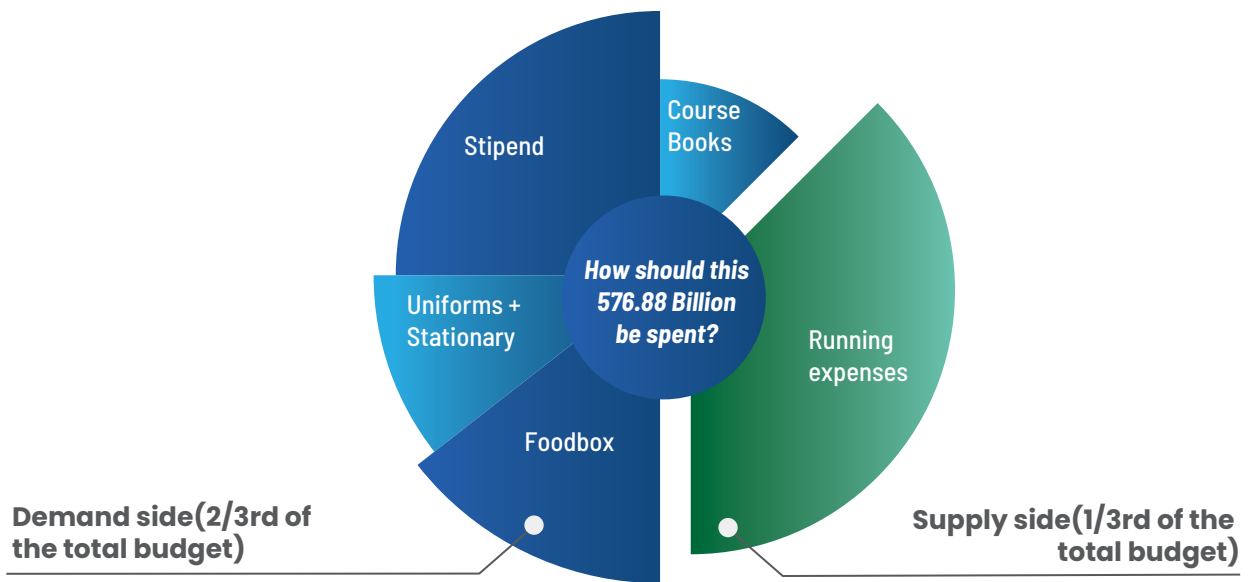 Course
Books
Stipend
How should this
576.88 Billion
be spent?
Uniforms +
Stationary
Running
expenses
Foodbox
Demand side(2/3rd of
the total budget)
Supply side(1/3rd of the
total budget)